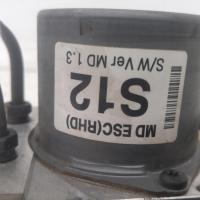 MD ESC(RHD)
S12
S/W Ver MD 1.3